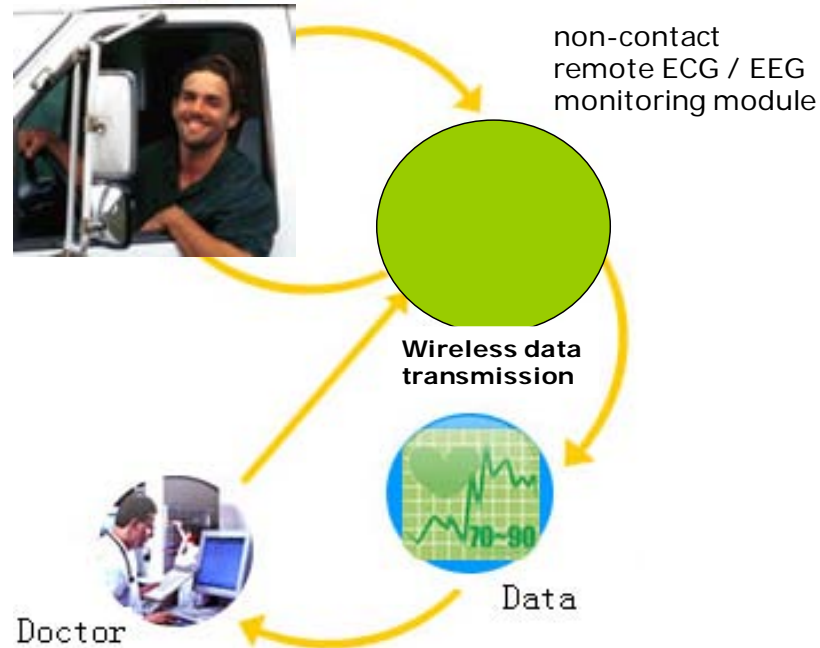 non-contact
remote ECG / EEG
monitoring module
Wireless data
transmission
70~90
Data
Doctor